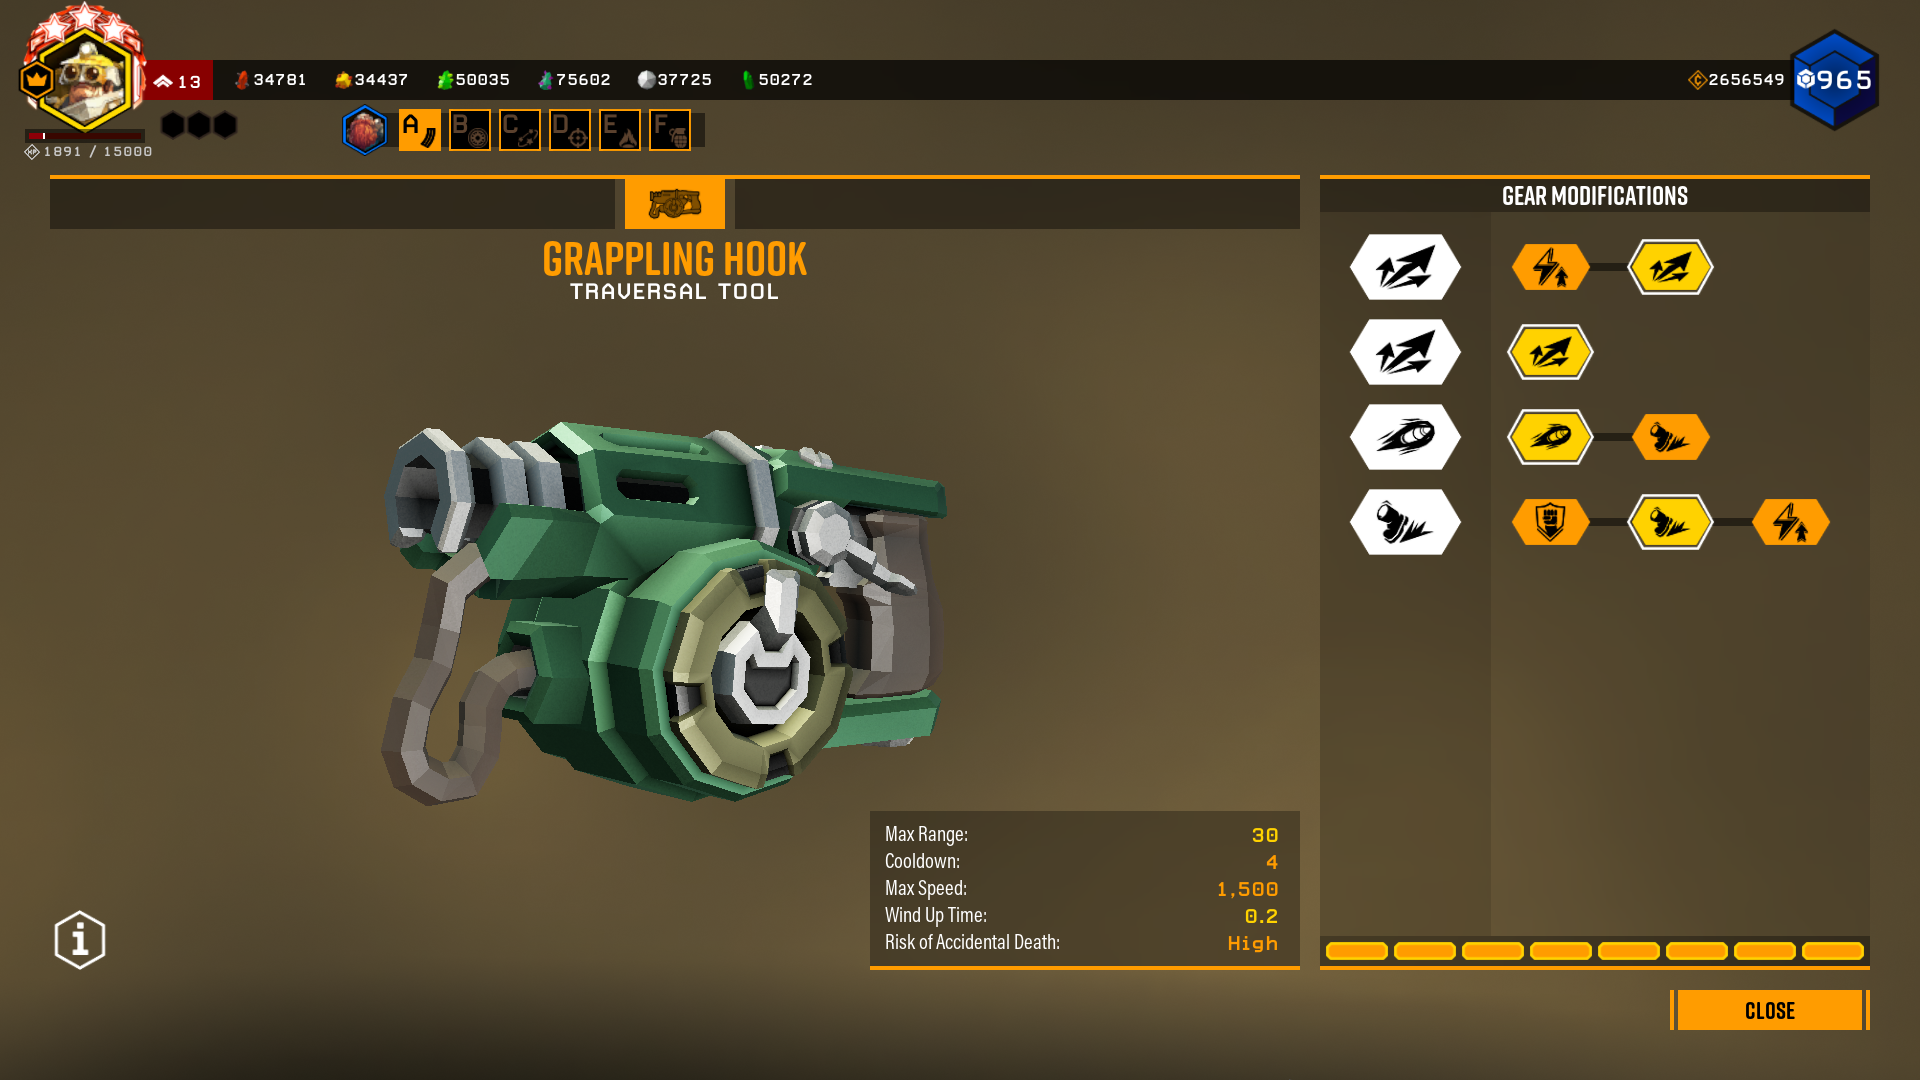 13
34781
34437
50035
75602
37725
50272
2656549
965
1891 / 15000
A
B
C
D
E
F
GRAPPLING HOOK
TRAVERSAL TOOL
GEAR MODIFICATIONS
Max Range: 30
Cooldown: 4
Max Speed: 1,500
Wind Up Time: 0.2
Risk of Accidental Death: High
CLOSE